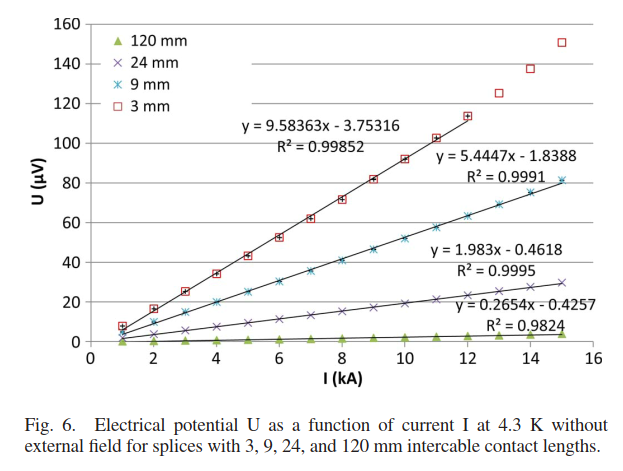 160
140
120
100
80
60
40
20
0
U (µV)
120 mm
24 mm
9 mm
3 mm
y = 9.58363x - 3.75316
R² = 0.99852
y = 5.4447x - 1.8388
R² = 0.9991
y = 1.983x - 0.4618
R² = 0.9995
y = 0.2654x - 0.4257
R² = 0.9824
0 2 4 6 8 10 12 14 16
I (kA)
Fig. 6. Electrical potential U as a function of current I at 4.3 K without
external field for splices with 3, 9, 24, and 120 mm intercable contact lengths.